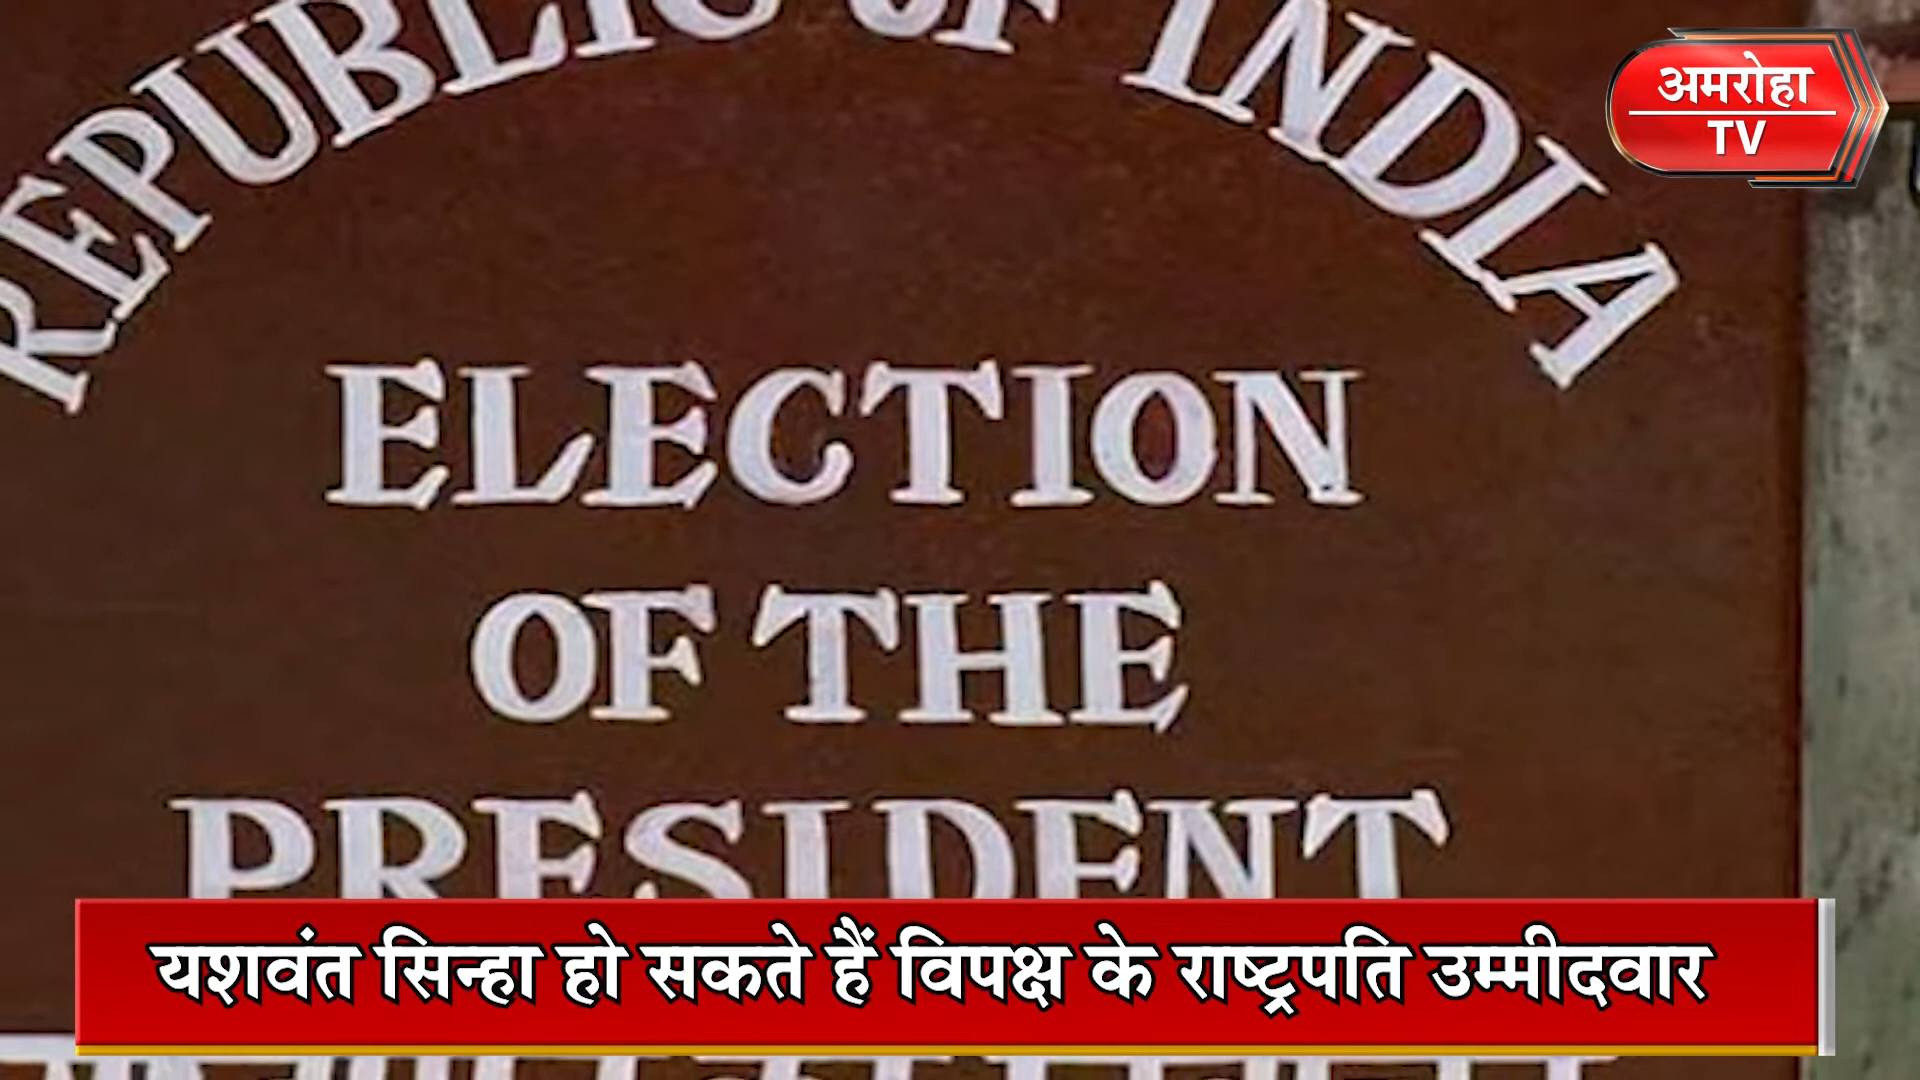 REPUBLIC OF INDIA
अमरोहा
TV
ELECTION
OF THE
PRESIDENT
यशवंत सिन्हा हो सकते हैं विपक्ष के राष्ट्रपति उम्मीदवार